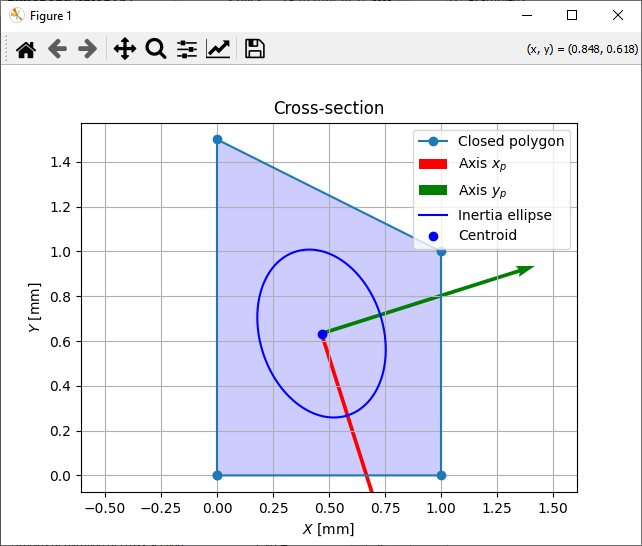 Figure 1
(x, y) = (0.848, 0.618)
Cross-section
Closed polygon
Axis xₚ
Axis yₚ
Inertia ellipse
Centroid
1.4
1.2
1.0
0.8
0.6
0.4
0.2
0.0
Y [mm]
−0.50 −0.25 0.00 0.25 0.50 0.75 1.00 1.25 1.50
X [mm]